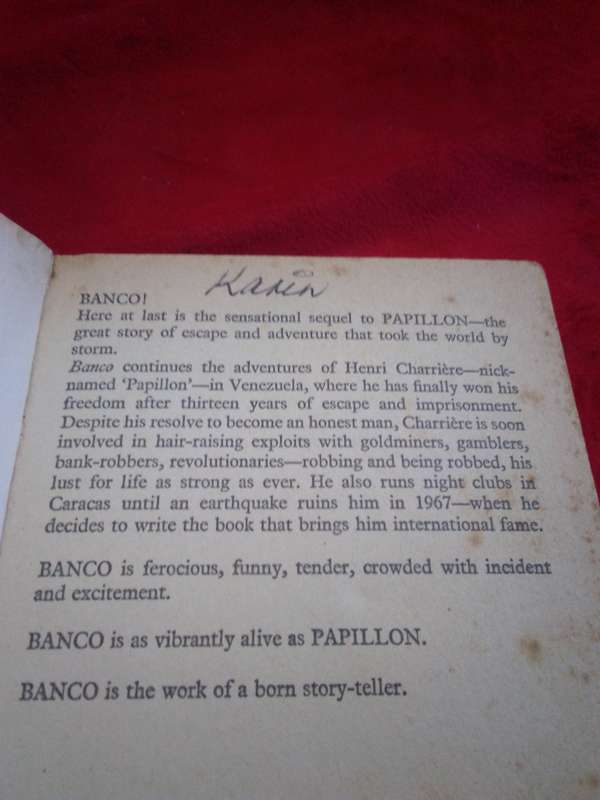 Karin
BANCO!
Here at last is the sensational sequel to PAPILLON—the
great story of escape and adventure that took the world by
storm.
Banco continues the adventures of Henri Charrière—nick-
named ‘Papillon’—in Venezuela, where he has finally won his
freedom after thirteen years of escape and imprisonment.
Despite his resolve to become an honest man, Charrière is soon
involved in hair-raising exploits with goldminers, gamblers,
bank-robbers, revolutionaries—robbing and being robbed, his
lust for life as strong as ever. He also runs night clubs in
Caracas until an earthquake ruins him in 1967—when he
decides to write the book that brings him international fame.
BANCO is ferocious, funny, tender, crowded with incident
and excitement.
BANCO is as vibrantly alive as PAPILLON.
BANCO is the work of a born story-teller.